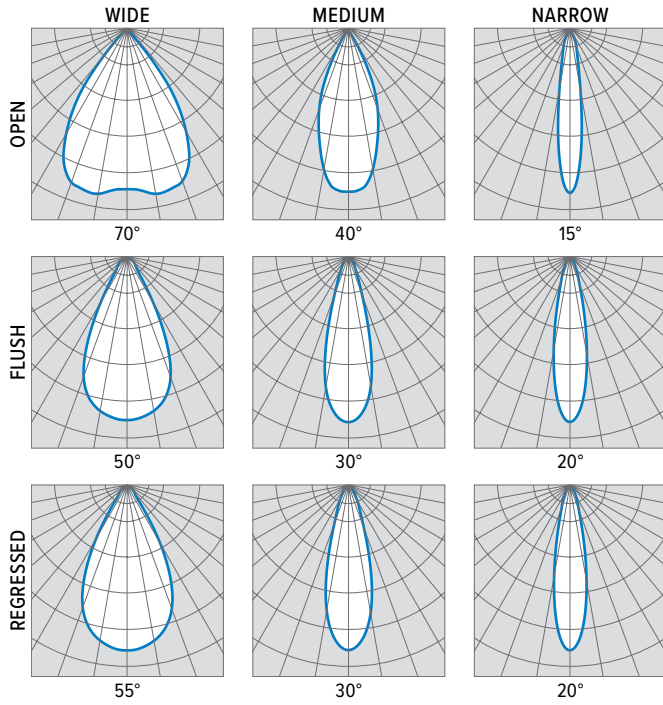 WIDE MEDIUM NARROW
OPEN
70° 40° 15°
FLUSH
50° 30° 20°
REGRESSED
55° 30° 20°